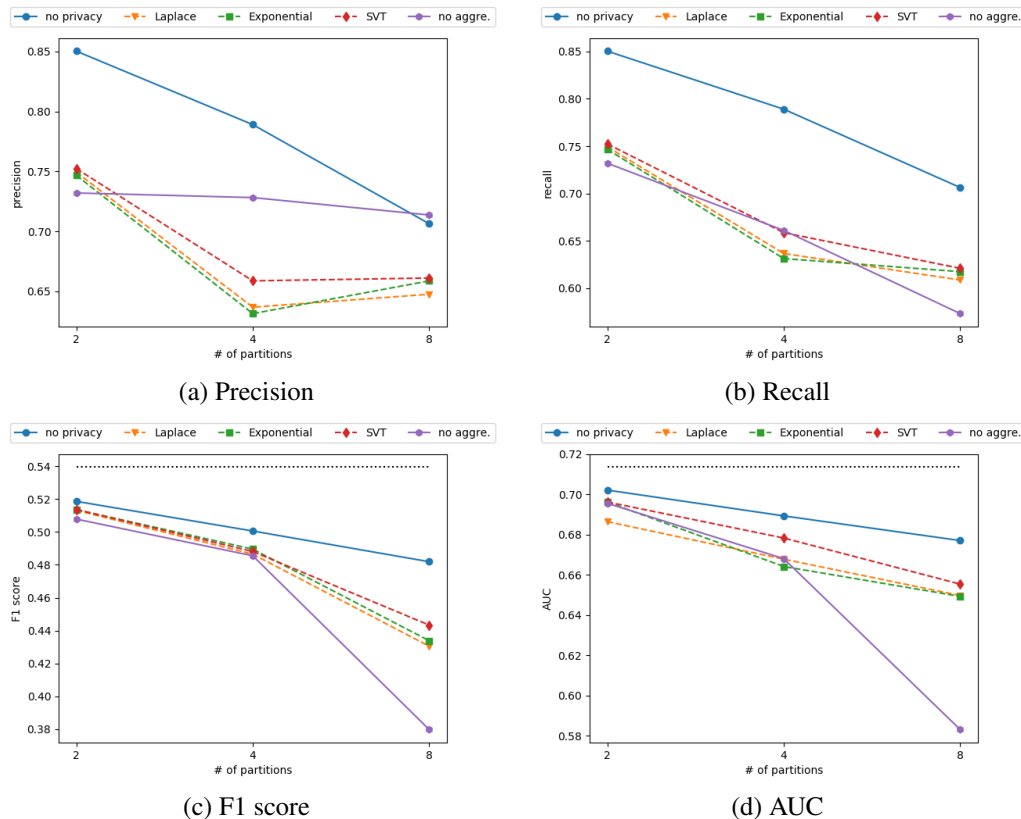 no privacy Laplace Exponential SVT no aggre.
0.85
0.80
0.75
0.70
0.65
precision
2 4 8
# of partitions
(a) Precision
no privacy Laplace Exponential SVT no aggre.
0.85
0.80
0.75
0.70
0.65
0.60
recall
2 4 8
# of partitions
(b) Recall
no privacy Laplace Exponential SVT no aggre.
0.54
0.52
0.50
0.48
0.46
0.44
0.42
0.40
0.38
F1 score
2 4 8
# of partitions
(c) F1 score
no privacy Laplace Exponential SVT no aggre.
0.72
0.70
0.68
0.66
0.64
0.62
0.60
0.58
AUC
2 4 8
# of partitions
(d) AUC